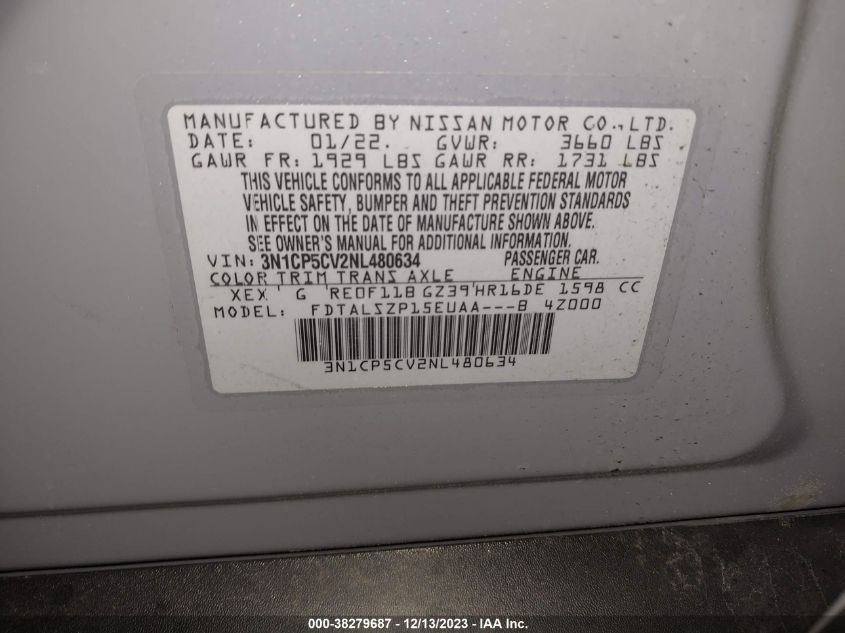 MANUFACTURED BY NISSAN MOTOR CO., LTD.
DATE: 01/22. GVWR: 3660 LBS
GAWR FR: 1929 LBS GAWR RR: 1731 LBS
THIS VEHICLE CONFORMS TO ALL APPLICABLE FEDERAL MOTOR
VEHICLE SAFETY, BUMPER AND THEFT PREVENTION STANDARDS
IN EFFECT ON THE DATE OF MANUFACTURE SHOWN ABOVE.
SEE OWNER'S MANUAL FOR ADDITIONAL INFORMATION.
VIN: 3N1CP5CV2NL480634 PASSENGER CAR.
COLOR TRIM TRANS AXLE ENGINE
XEX' G 'RE0F11B GZ39'HR16DE 1598 CC
MODEL: FDTALSZP15EUAA---B 4Z000
3N1CP5CV2NL480634
000-38279687 - 12/13/2023 - IAA Inc.